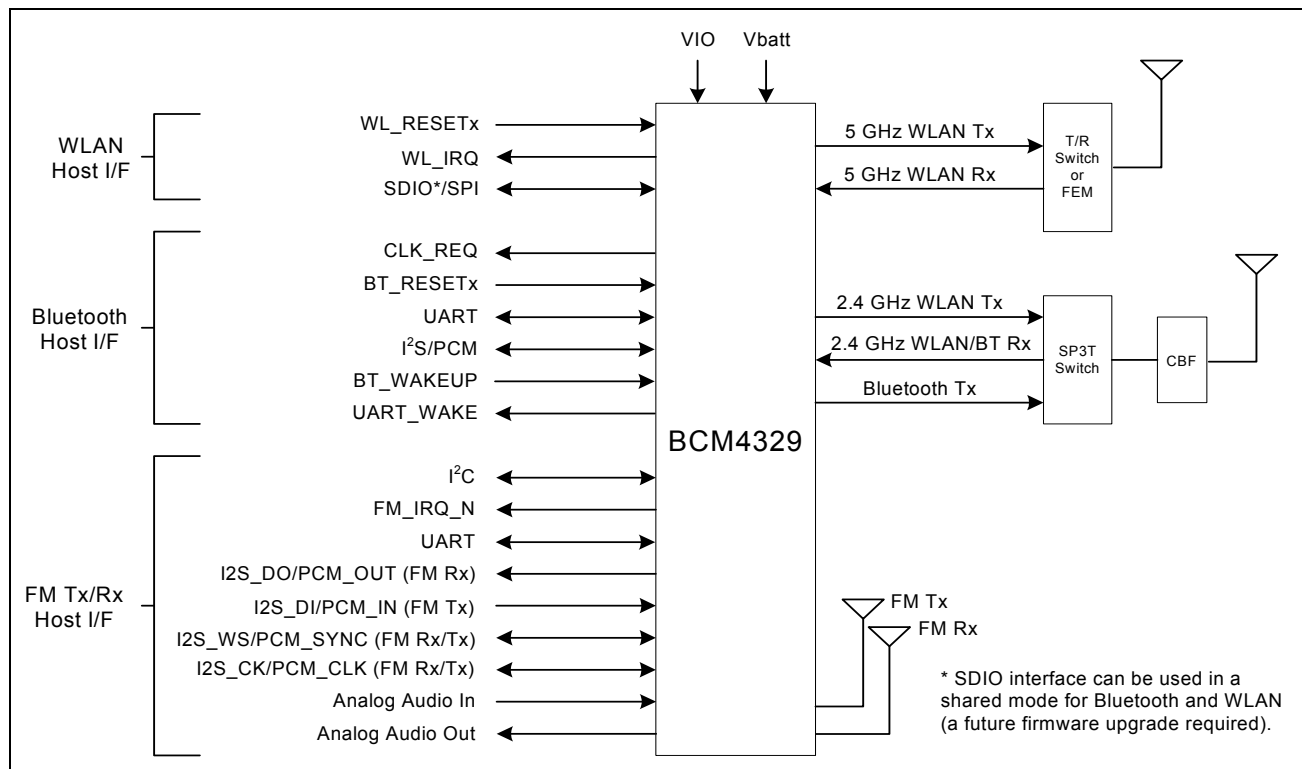 VIO
Vbatt
WLAN
Host I/F
WL_RESETx
WL_IRQ
SDIO*/SPI
Bluetooth
Host I/F
CLK_REQ
BT_RESETx
UART
I²S/PCM
BT_WAKEUP
UART_WAKE
FM Tx/Rx
Host I/F
I²C
FM_IRQ_N
UART
I2S_DO/PCM_OUT (FM Rx)
I2S_DI/PCM_IN (FM Tx)
I2S_WS/PCM_SYNC (FM Rx/Tx)
I2S_CK/PCM_CLK (FM Rx/Tx)
Analog Audio In
Analog Audio Out
BCM4329
5 GHz WLAN Tx
5 GHz WLAN Rx
T/R
Switch
or
FEM
2.4 GHz WLAN Tx
2.4 GHz WLAN/BT Rx
Bluetooth Tx
SP3T
Switch
CBF
FM Tx
FM Rx
* SDIO interface can be used in a
shared mode for Bluetooth and WLAN
(a future firmware upgrade required).